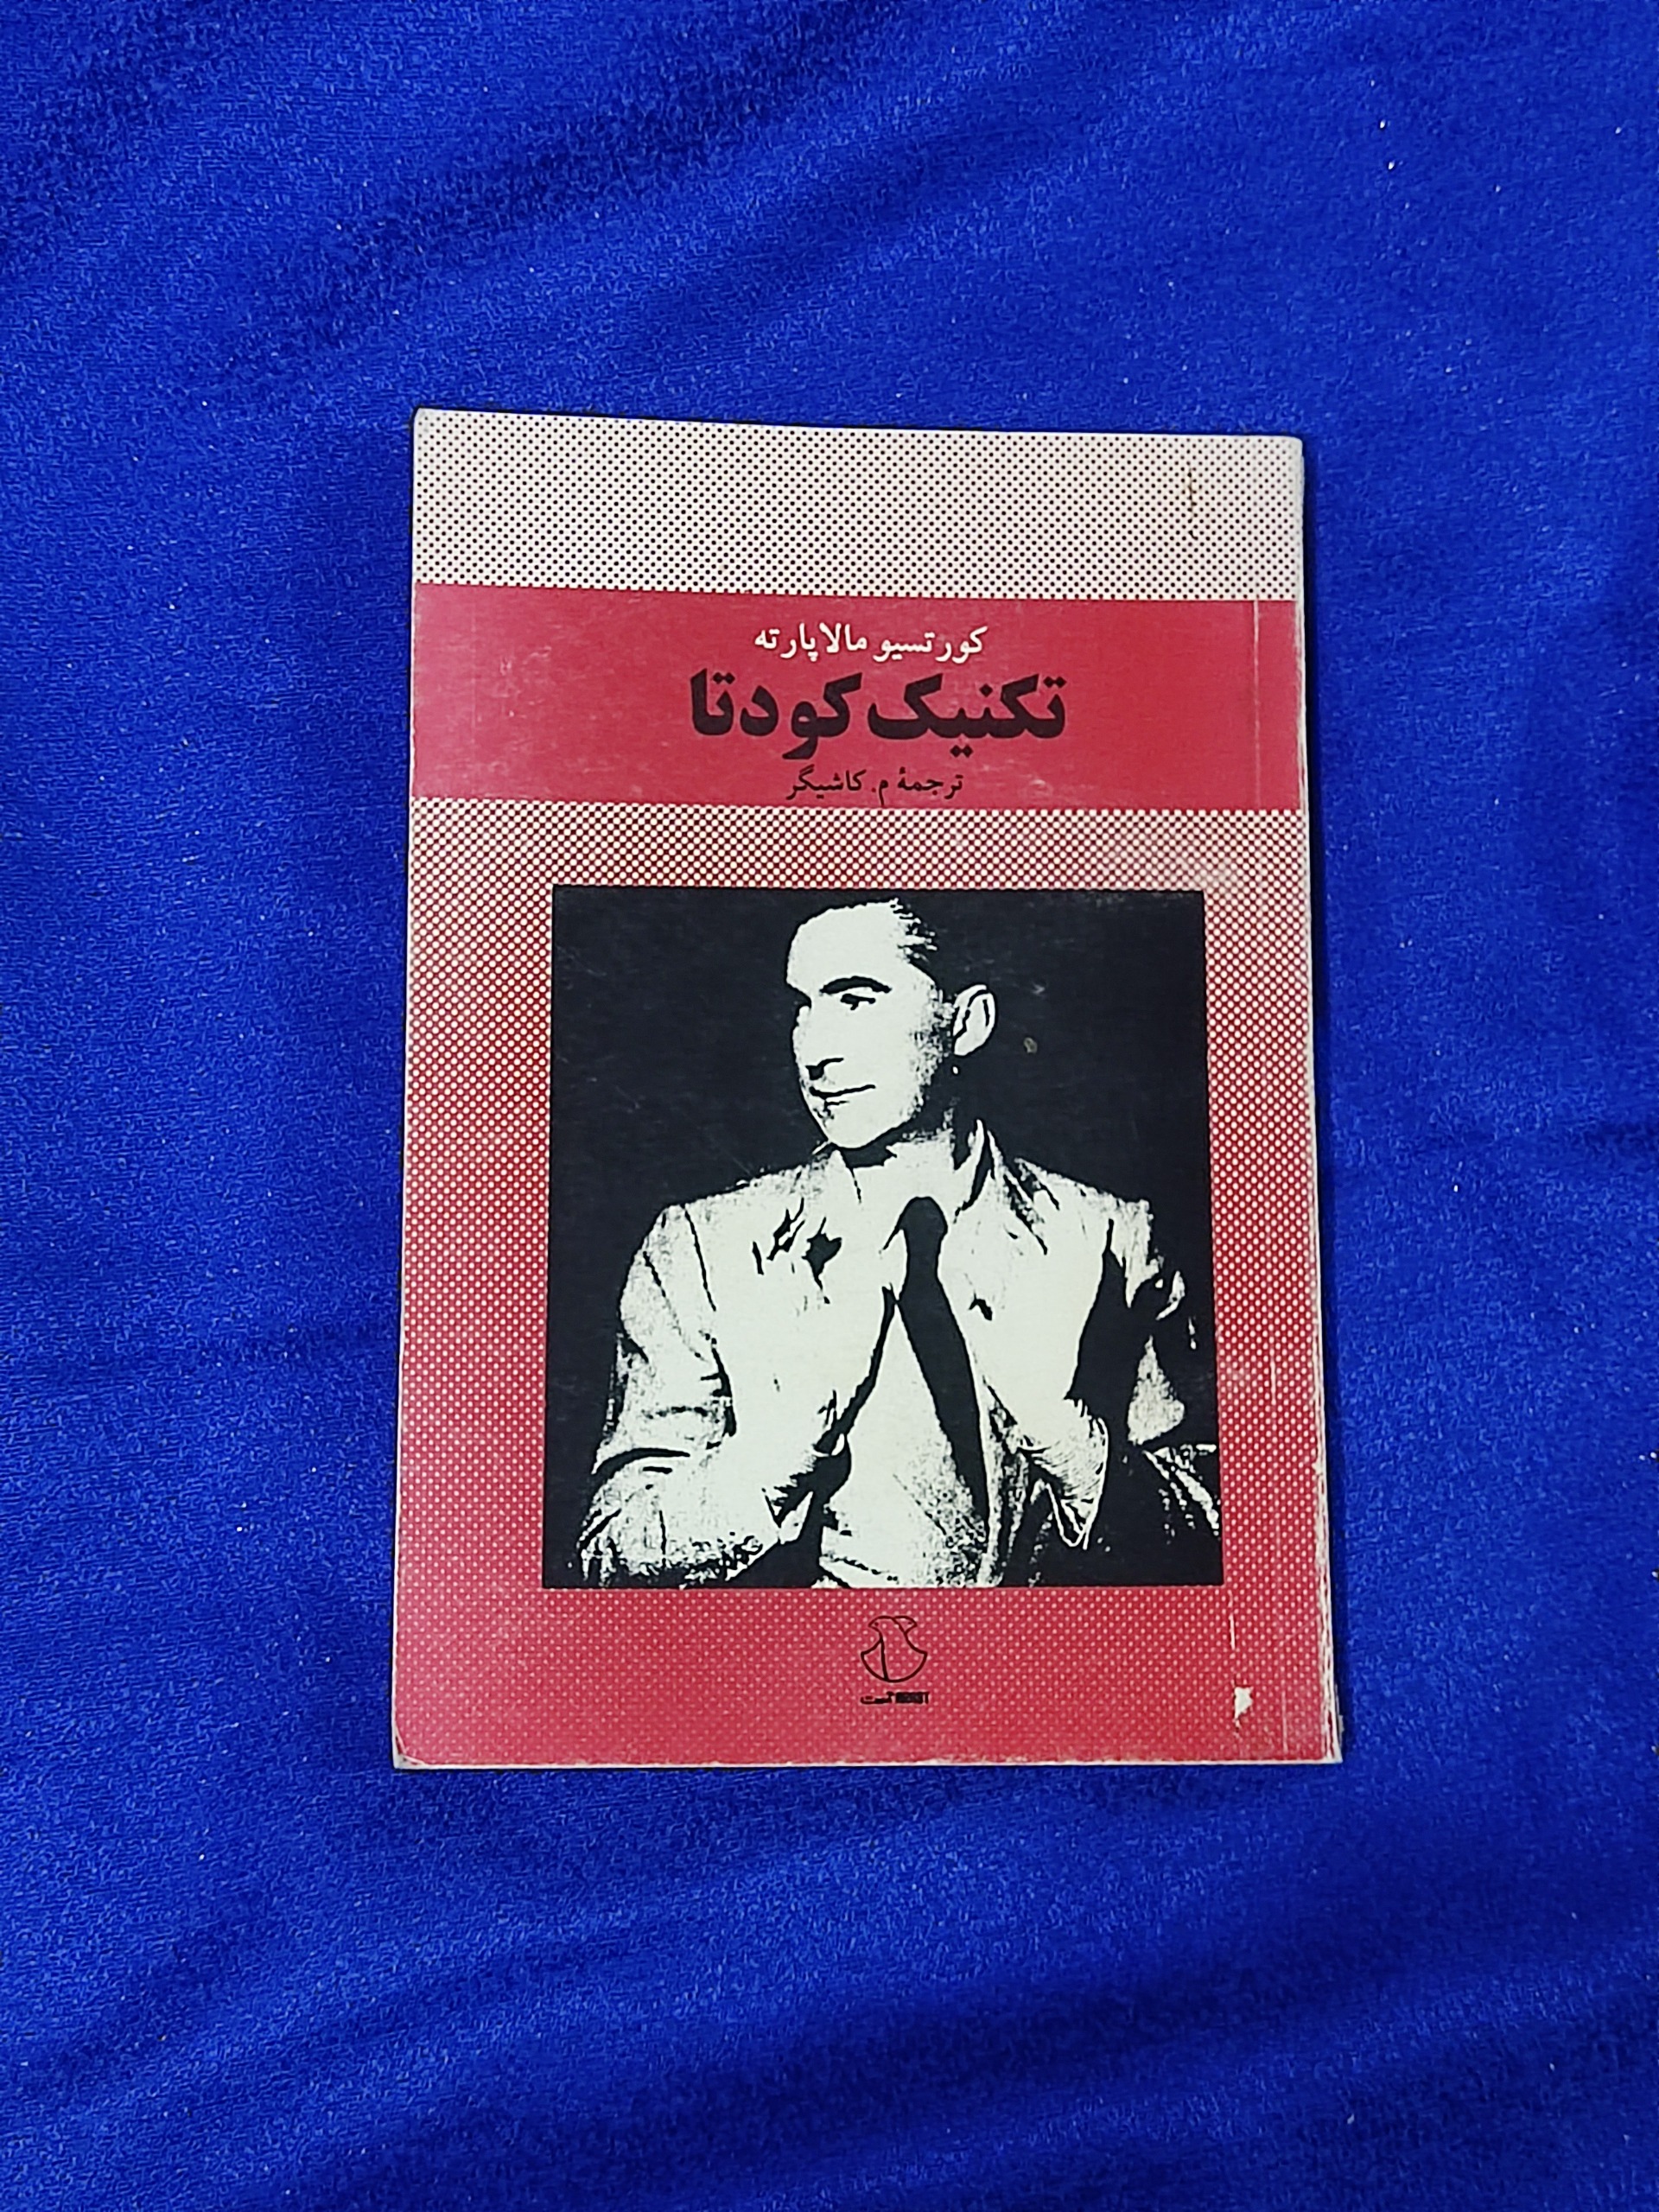 کورتسیو مالاپارته
تکنیک کودتا
ترجمهٔ م. کاشیگر